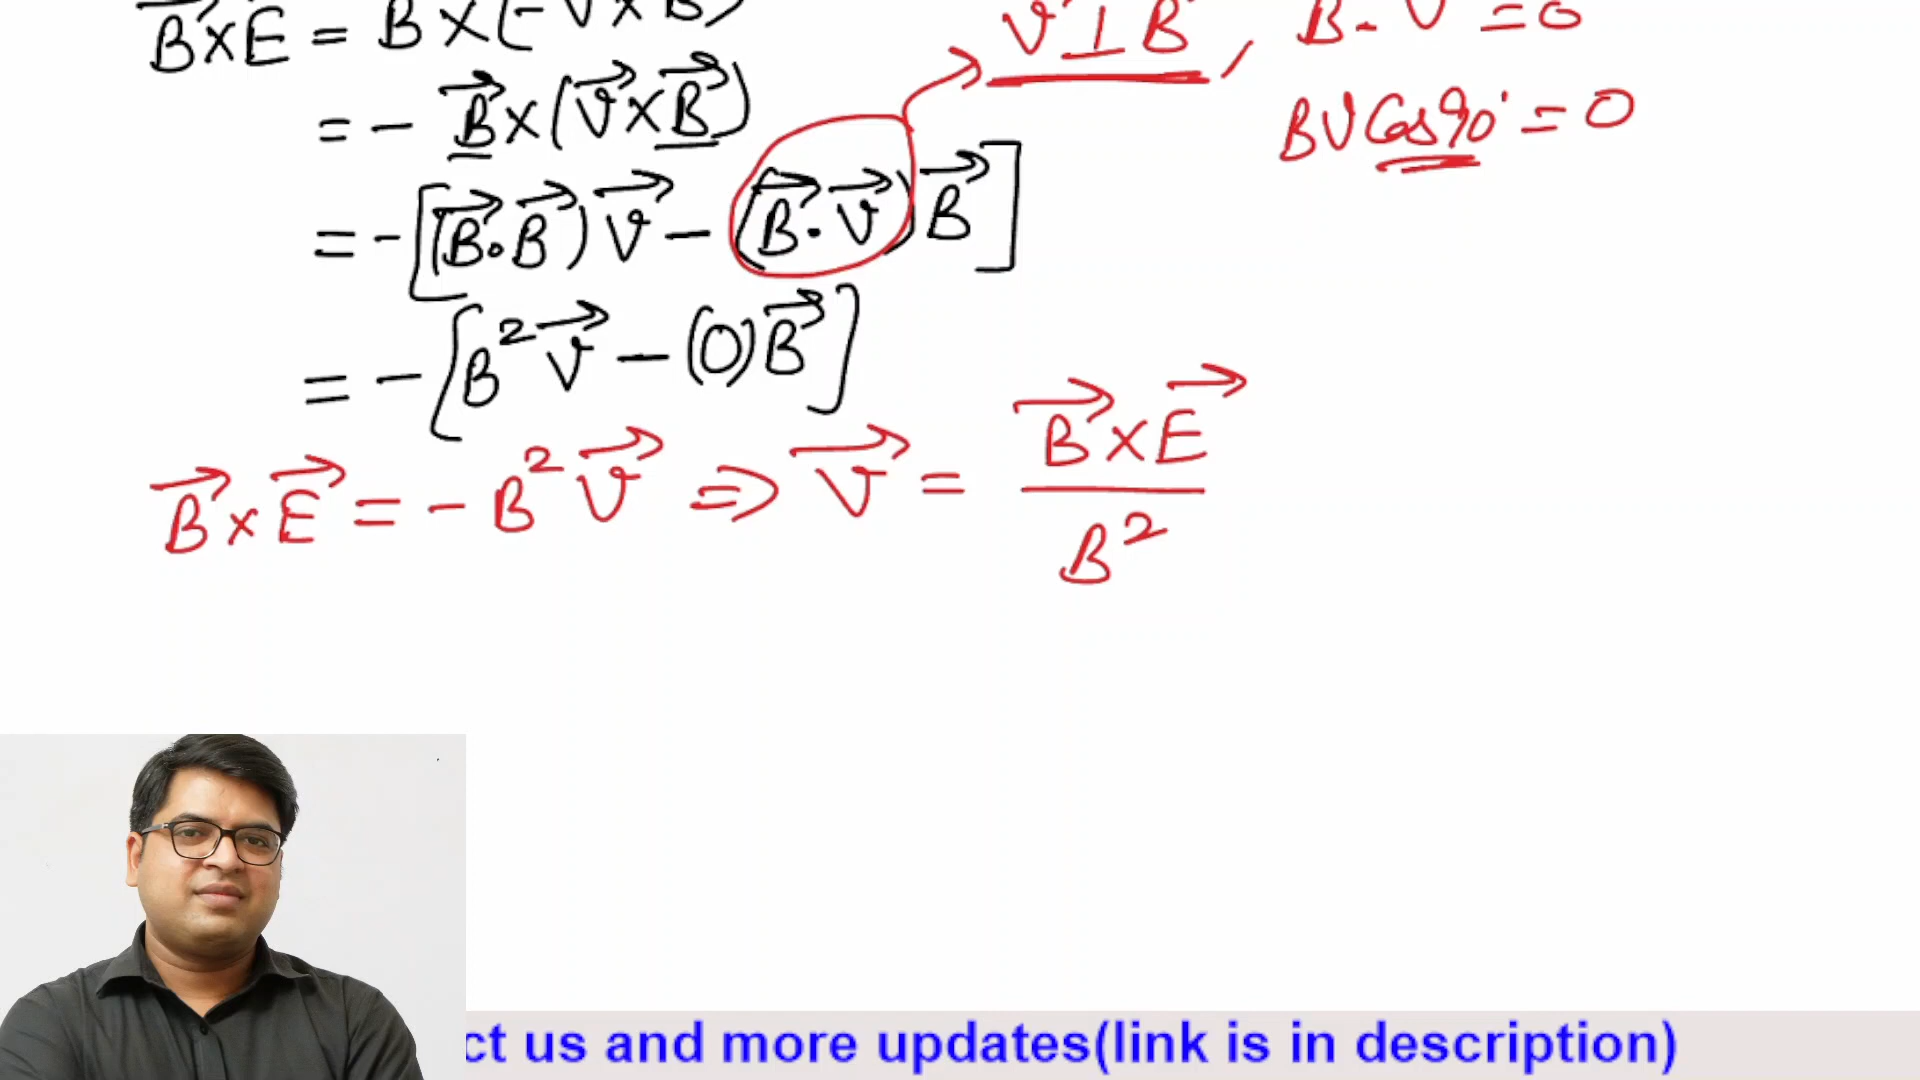 B⃗×E⃗ = B⃗×(−v⃗×B⃗)
v⃗⊥B⃗, B⃗·v⃗ = 0
= − B⃗×(v⃗×B⃗)
BvCos90° = 0
= −[(B⃗·B⃗)v⃗ − (B⃗·v⃗)B⃗]
= −[B²v⃗ − (0)B⃗]
B⃗×E⃗ = −B²v⃗ ⇒ v⃗ = B⃗×E⃗ / B²
ct us and more updates(link is in description)